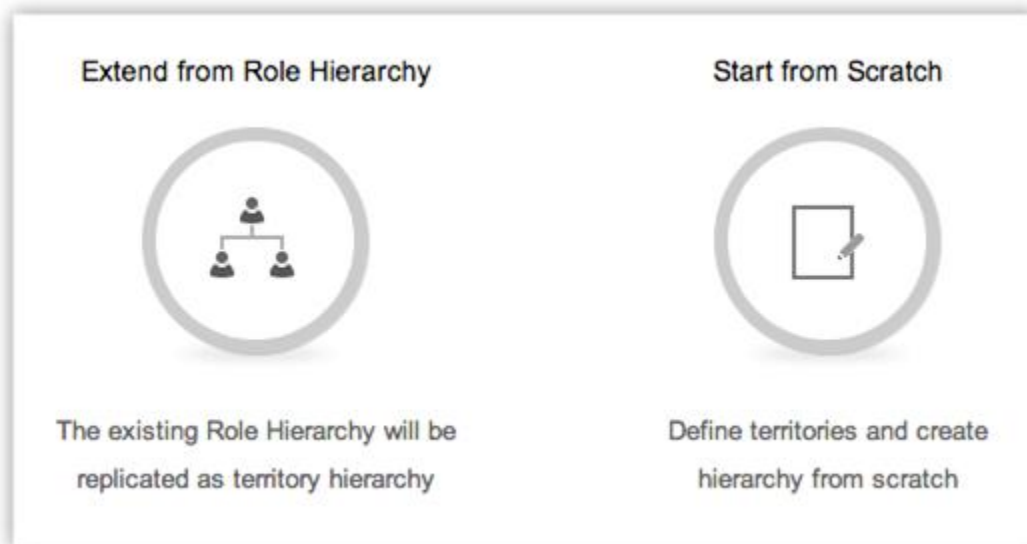 Extend from Role Hierarchy
Start from Scratch
The existing Role Hierarchy will be
replicated as territory hierarchy
Define territories and create
hierarchy from scratch